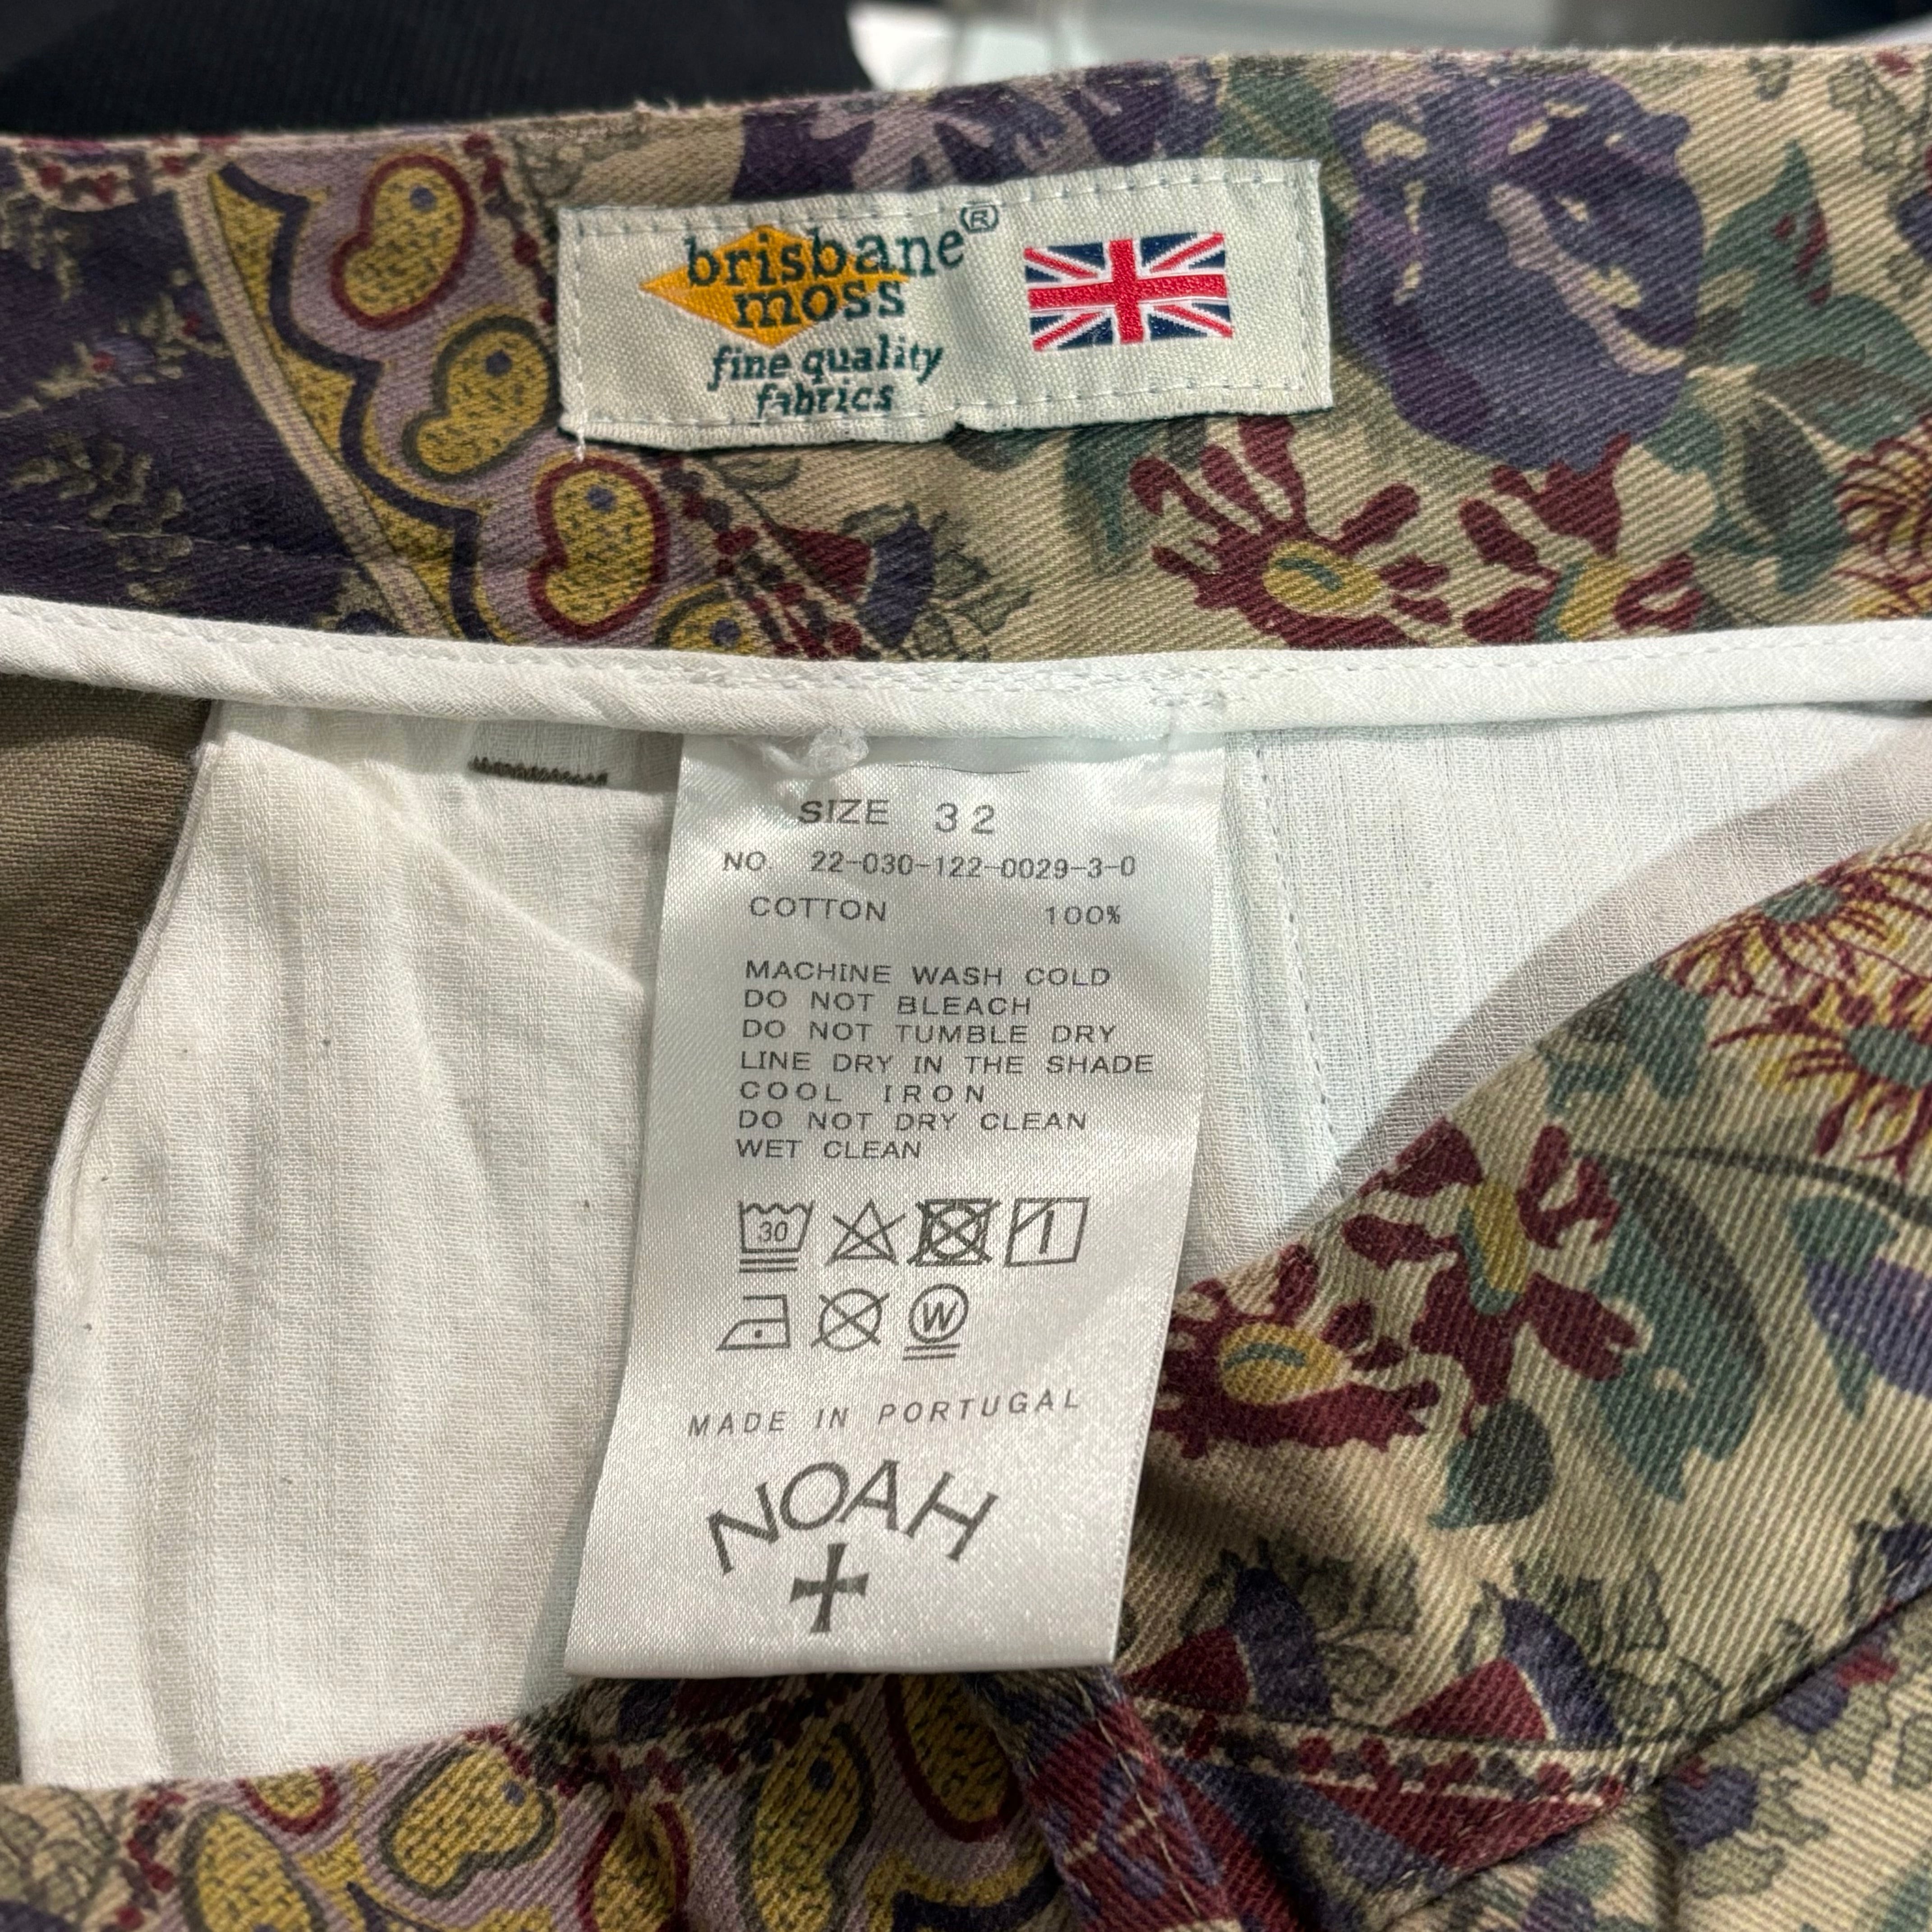 brisbane®
moss
fine quality
fabrics
SIZE 32
NO. 22-030-122-0029-3-0
COTTON 100%
MACHINE WASH COLD
DO NOT BLEACH
DO NOT TUMBLE DRY
LINE DRY IN THE SHADE
COOL IRON
DO NOT DRY CLEAN
WET CLEAN
30
W
MADE IN PORTUGAL
NOAH